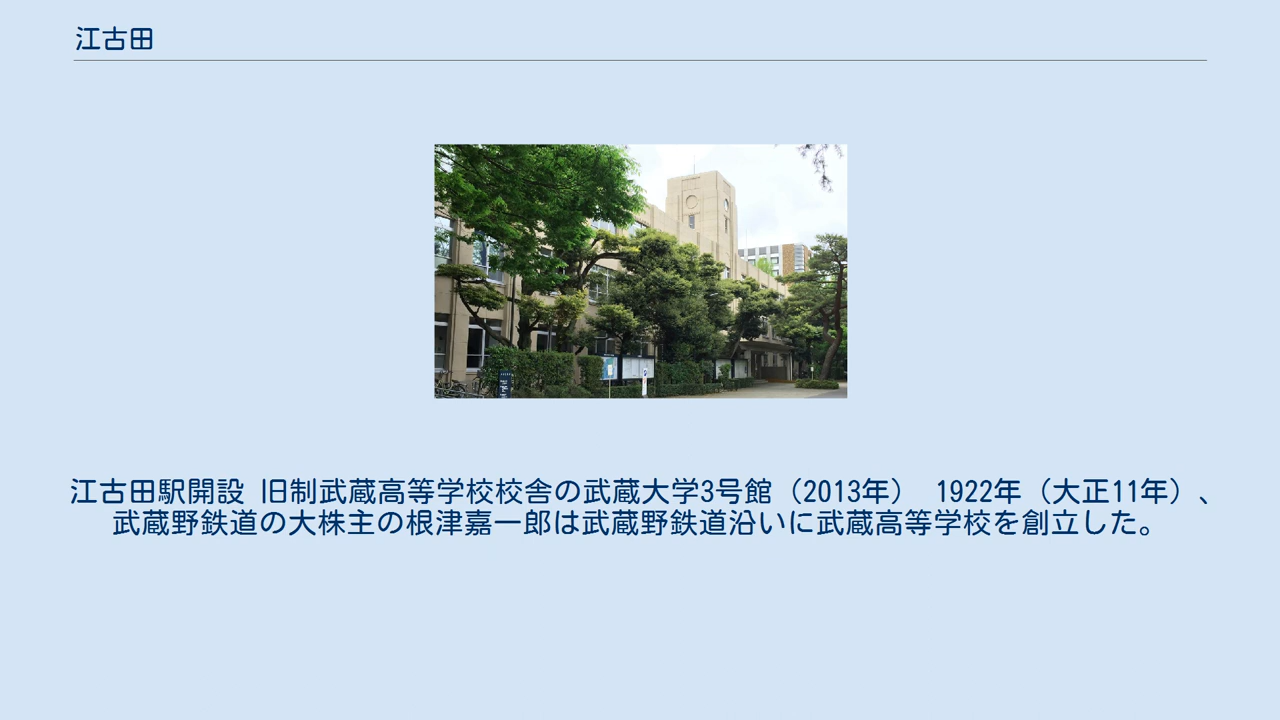 江古田
江古田駅開設 旧制武蔵高等学校校舎の武蔵大学3号館（2013年） 1922年（大正11年）、
武蔵野鉄道の大株主の根津嘉一郎は武蔵野鉄道沿いに武蔵高等学校を創立した。